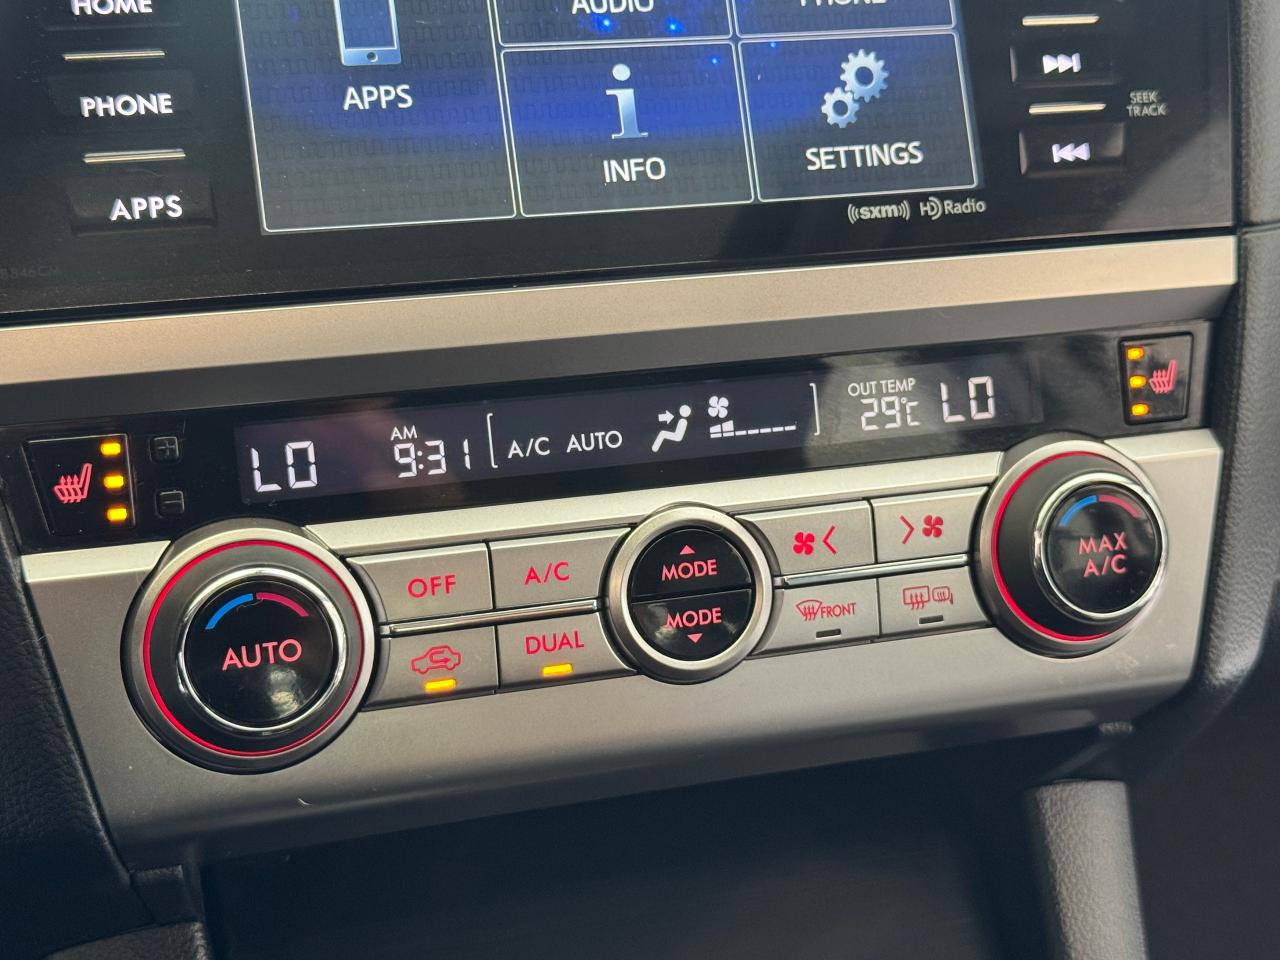 HOME
AUDIO
PHONE
PHONE
APPS
SEEK
TRACK
INFO
SETTINGS
APPS
((sxm)) HD Radio
LO
AM
9:31
A/C AUTO
OUT TEMP
29°C
LO
OFF
A/C
MODE
MODE
MAX
A/C
AUTO
DUAL
FRONT